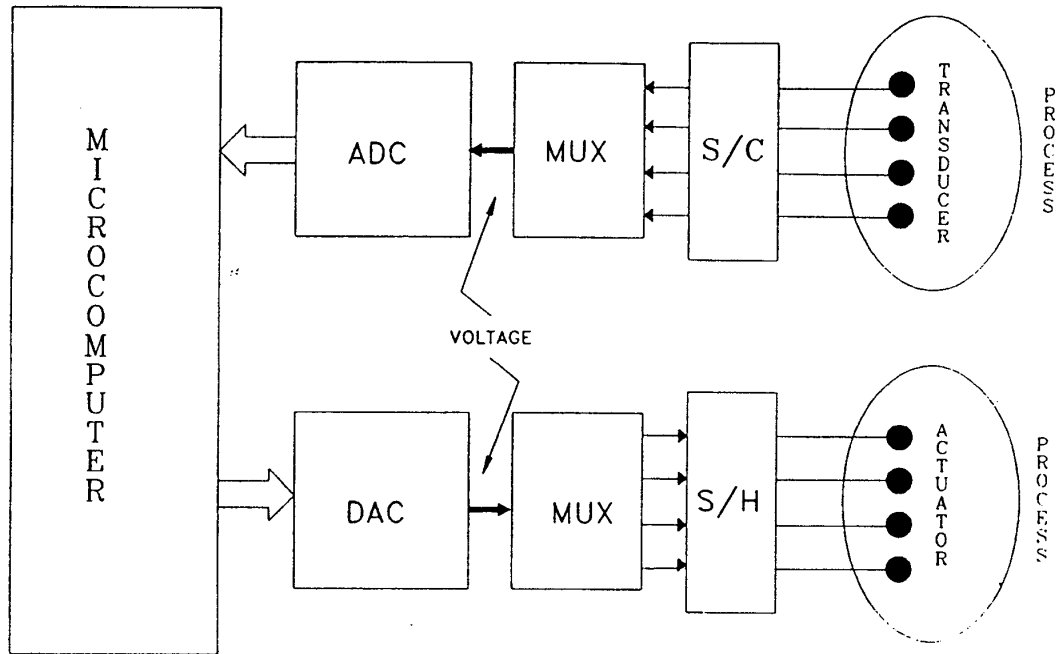 MICROCOMPUTER
ADC
MUX
S/C
TRANSDUCER
PROCESS
VOLTAGE
DAC
MUX
S/H
ACTUATOR
PROCESS